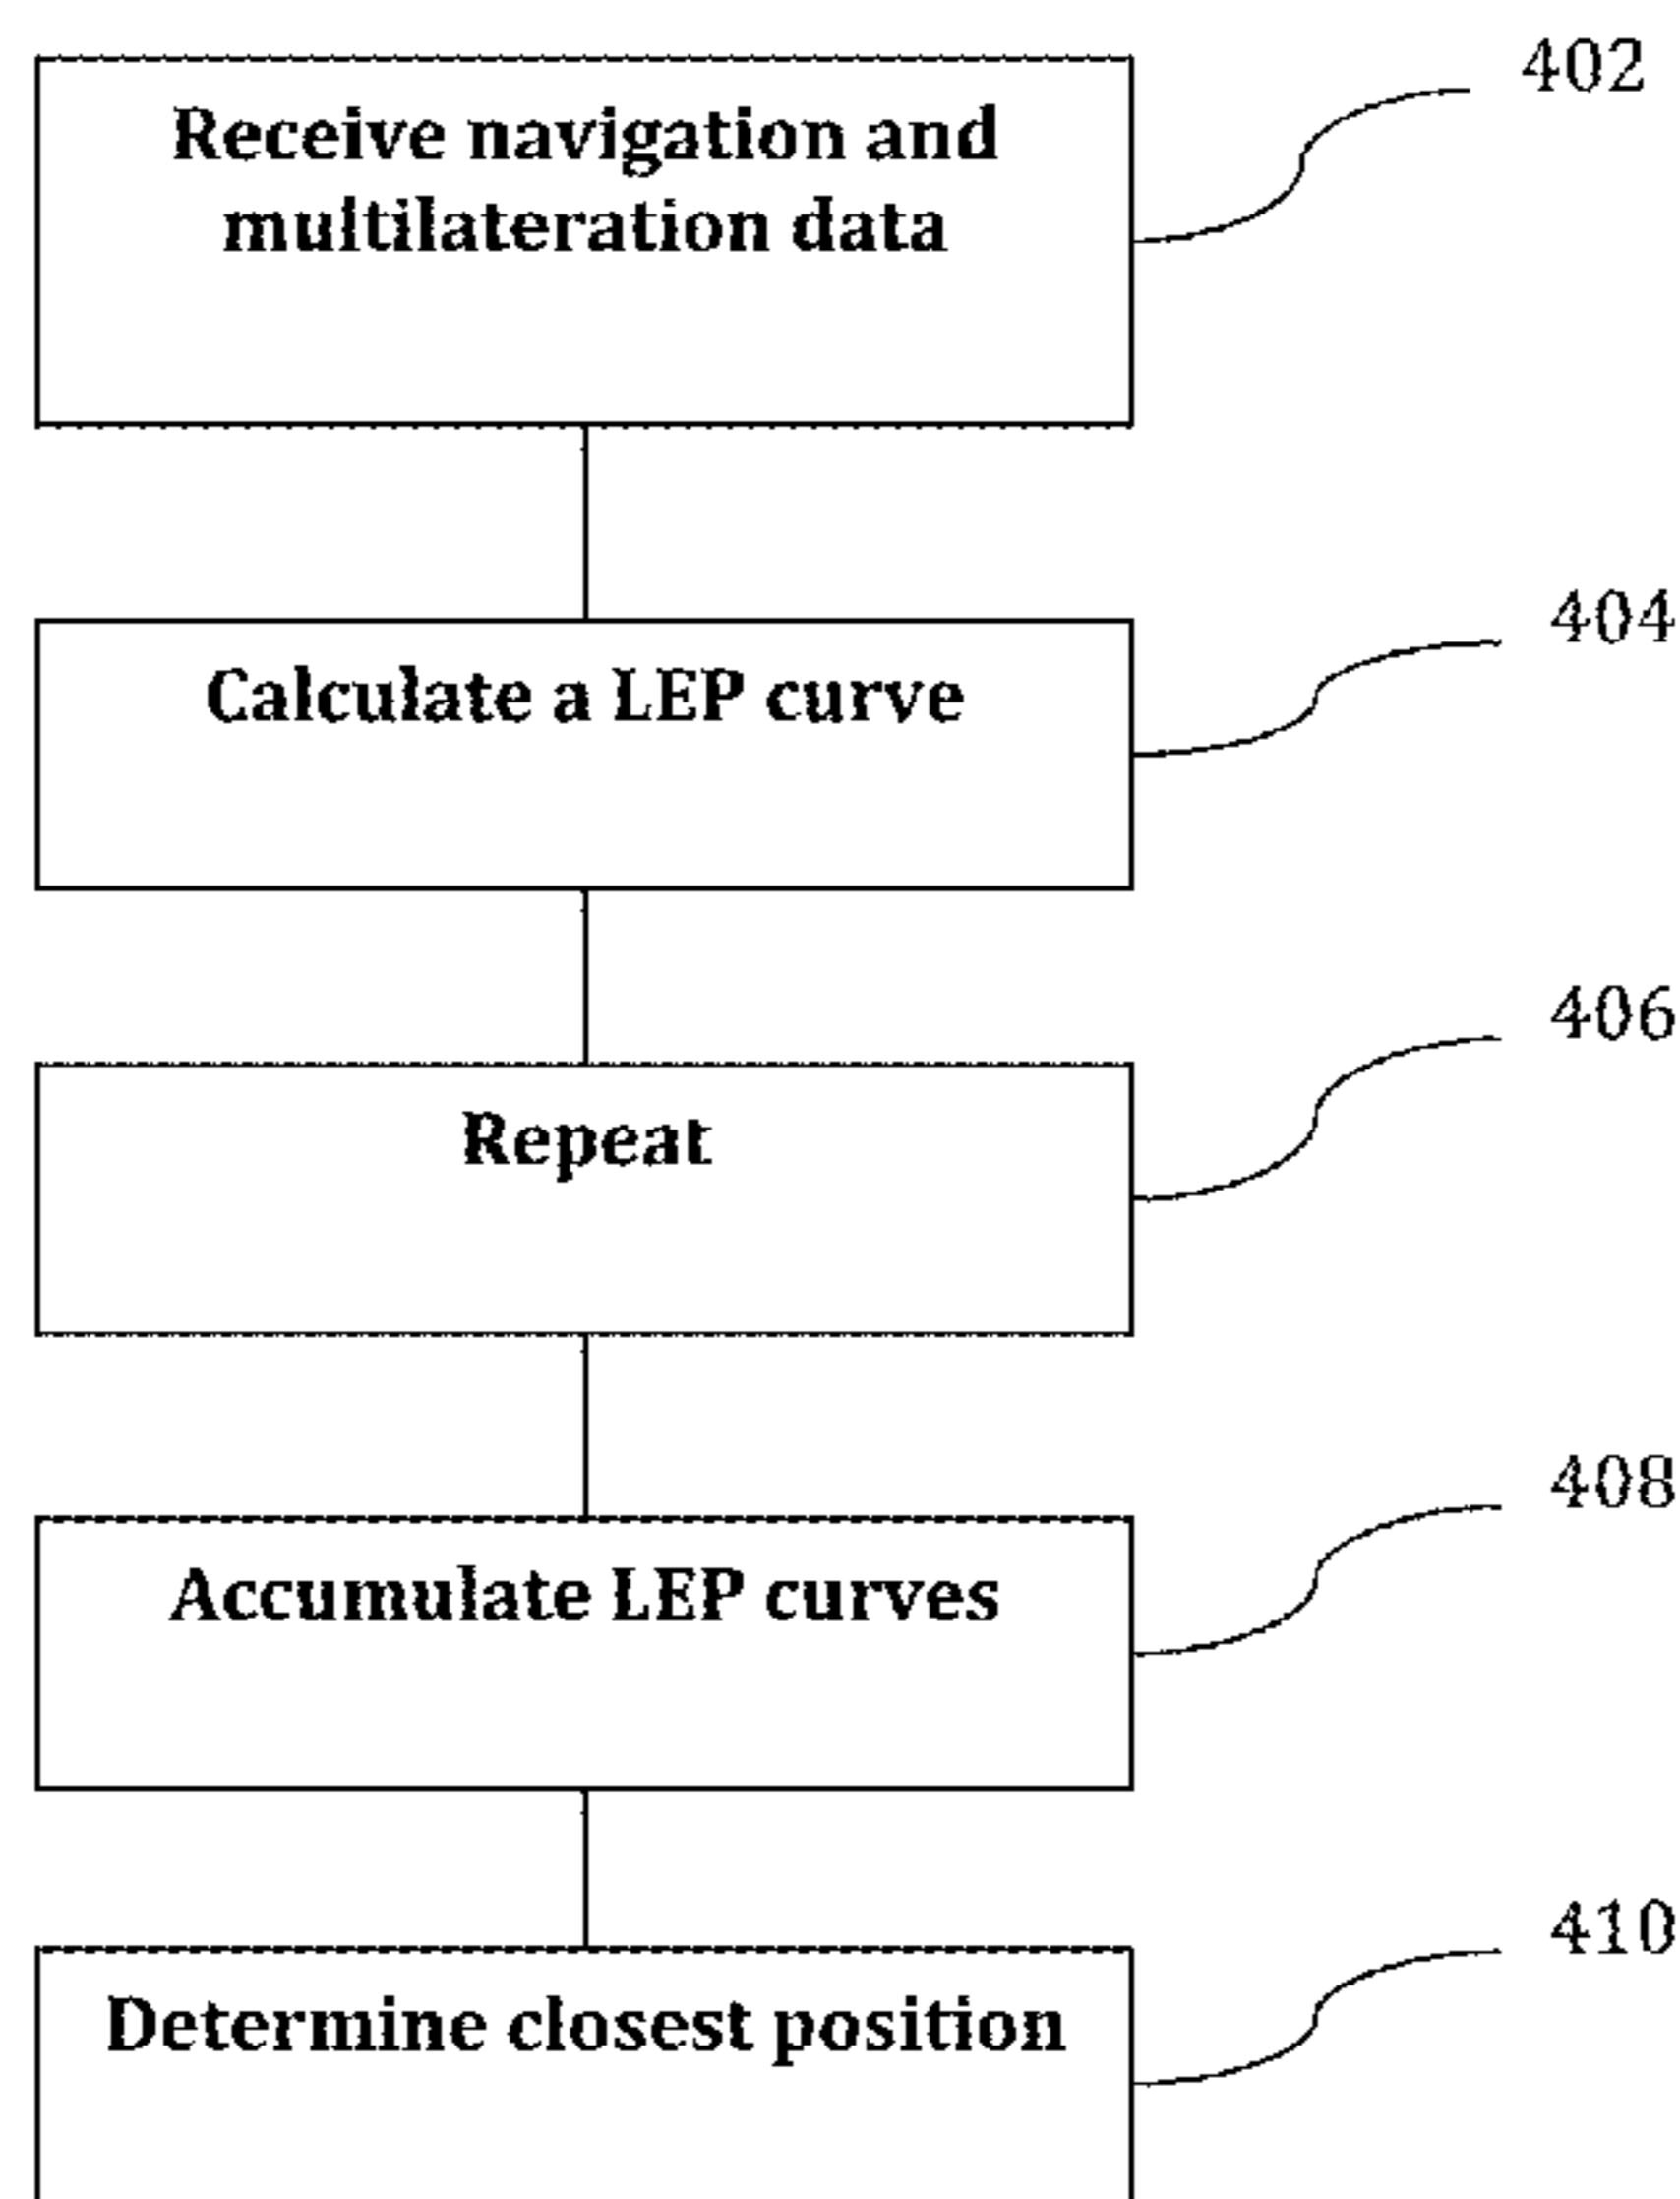 402
Receive navigation and
multilateration data
404
Calculate a LEP curve
406
Repeat
408
Accumulate LEP curves
410
Determine closest position